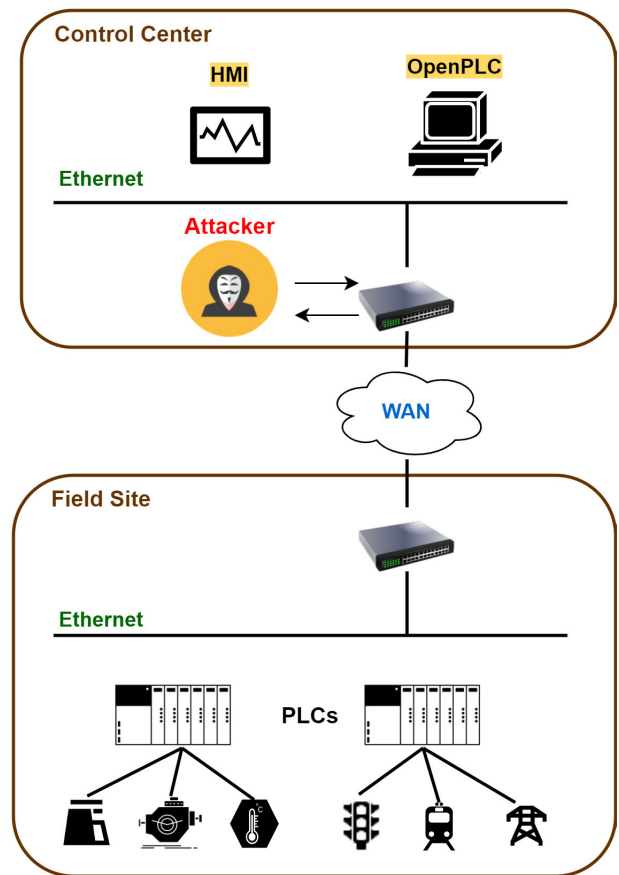 Control Center
HMI
OpenPLC
Ethernet
Attacker
WAN
Field Site
Ethernet
PLCs
°C